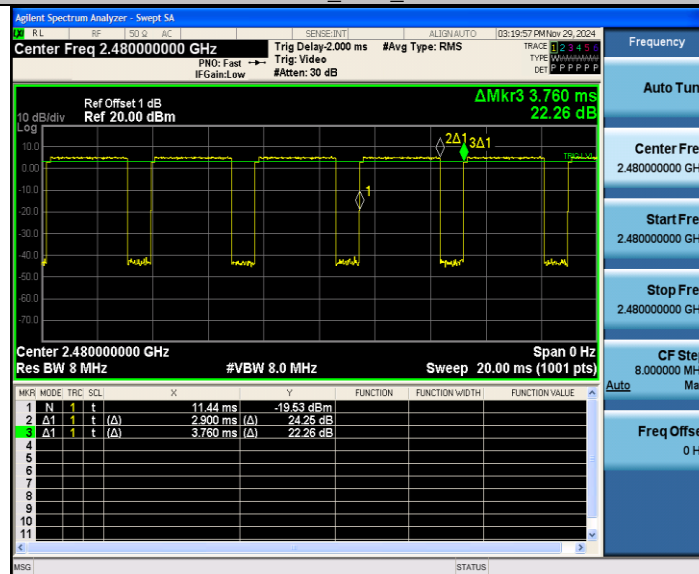 Agilent Spectrum Analyzer - Swept SA
RL RF 50 Ω AC SENSE:INT ALIGNAUTO 03:19:57 PM Nov 29, 2024
Center Freq 2.480000000 GHz
PNO: Fast
IFGain:Low
Trig Delay-2.000 ms
Trig: Video
#Atten: 30 dB
#Avg Type: RMS
TRACE 1 2 3 4 5 6
TYPE
DET P P P P P P
Frequency
Ref Offset 1 dB
10 dB/div Ref 20.00 dBm
Log
ΔMkr3 3.760 ms
22.26 dB
10.0
0.00
-10.0
-20.0
-30.0
-40.0
-50.0
-60.0
-70.0
2Δ1
3Δ1
1
Center 2.480000000 GHz Span 0 Hz
Res BW 8 MHz #VBW 8.0 MHz Sweep 20.00 ms (1001 pts)
MKR MODE TRC SCL X Y FUNCTION FUNCTION WIDTH FUNCTION VALUE
1 N 1 t 11.44 ms -19.53 dBm
2 Δ1 1 t (Δ) 2.900 ms (Δ) 24.25 dB
3 Δ1 1 t (Δ) 3.760 ms (Δ) 22.26 dB
4
5
6
7
8
9
10
11
MSG STATUS
Auto Tun
Center Fre
2.480000000 GH
Start Fre
2.480000000 GH
Stop Fre
2.480000000 GH
CF Ste
8.000000 MH
Auto Ma
Freq Offse
0 H